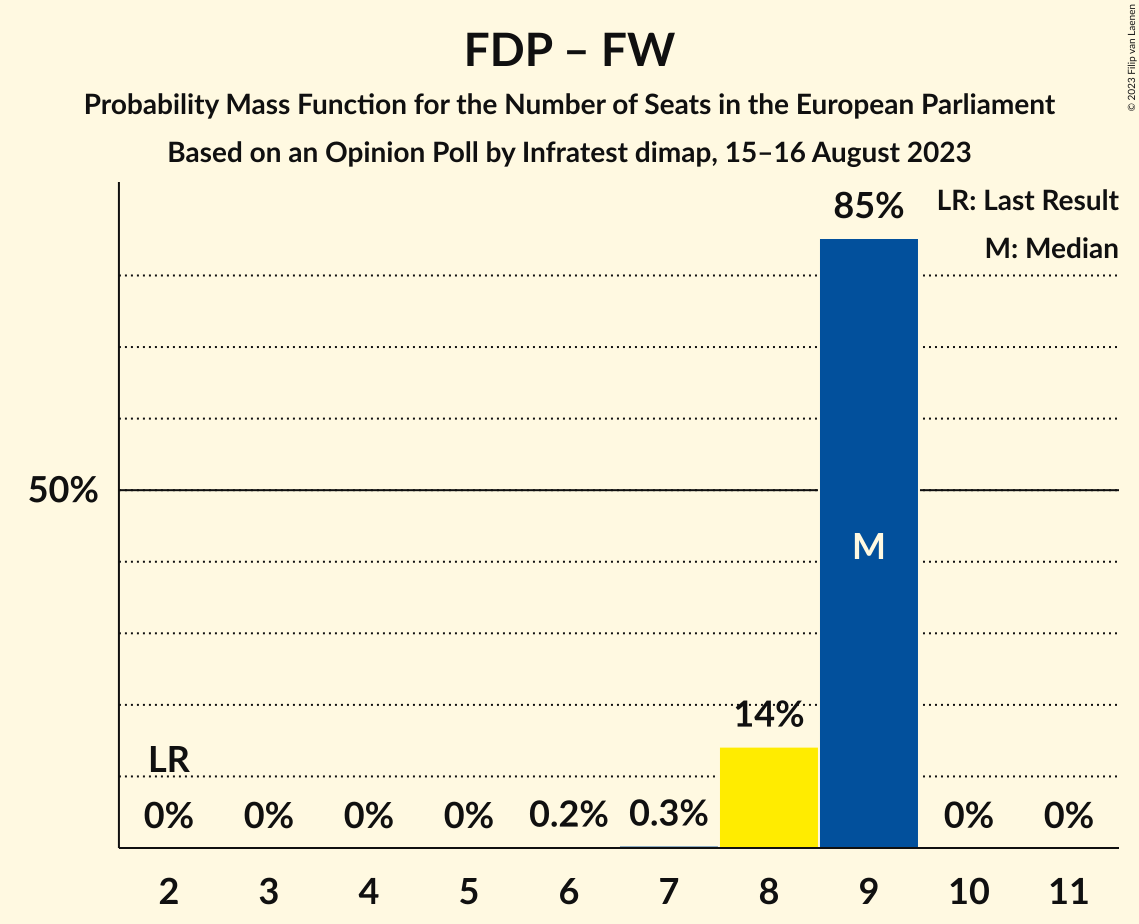 FDP – FW
Probability Mass Function for the Number of Seats in the European Parliament
Based on an Opinion Poll by Infratest dimap, 15–16 August 2023
© 2023 Filip van Laenen
LR: Last Result
M: Median
85%
50%
M
14%
LR
0% 0% 0% 0% 0.2% 0.3% 0% 0%
2 3 4 5 6 7 8 9 10 11